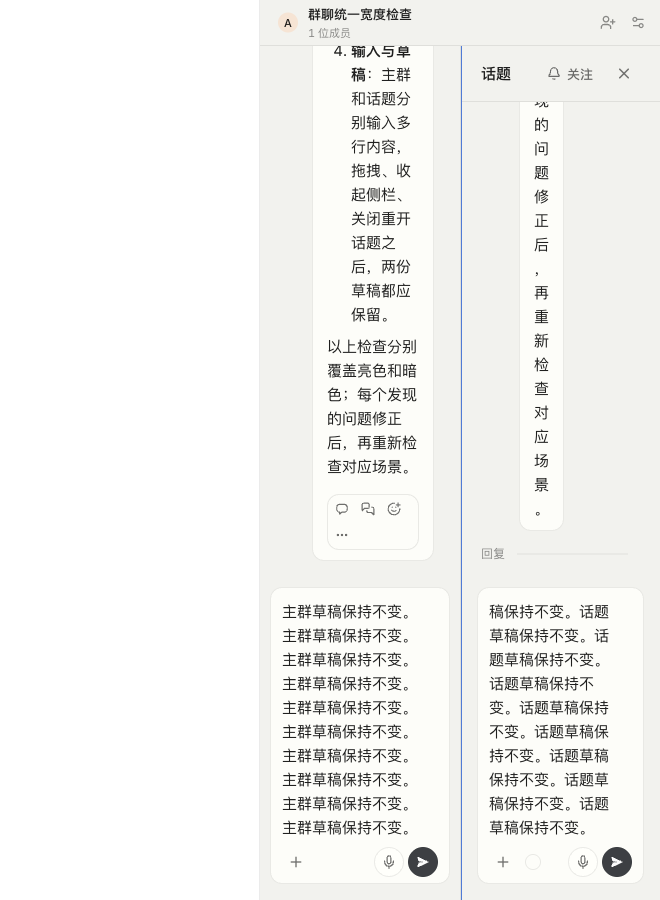 A
群聊统一宽度检查
1 位成员
4. 输入与草
稿：主群
和话题分
别输入多
行内容，
拖拽、收
起侧栏、
关闭重开
话题之
后，两份
草稿都应
保留。
以上检查分别
覆盖亮色和暗
色；每个发现
的问题修正
后，再重新检
查对应场景。
主群草稿保持不变。
主群草稿保持不变。
主群草稿保持不变。
主群草稿保持不变。
主群草稿保持不变。
主群草稿保持不变。
主群草稿保持不变。
主群草稿保持不变。
主群草稿保持不变。
主群草稿保持不变。
话题
关注
现
的
问
题
修
正
后
，
再
重
新
检
查
对
应
场
景
。
回复
稿保持不变。话题
草稿保持不变。话
题草稿保持不变。
话题草稿保持不
变。话题草稿保持
不变。话题草稿保
持不变。话题草稿
保持不变。话题草
稿保持不变。话题
草稿保持不变。